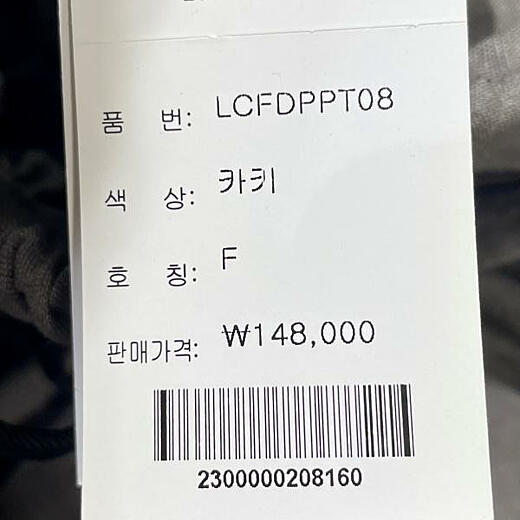 품 번: LCFDPPT08
색 상: 카키
호 칭: F
판매가격: ₩148,000
2300000208160